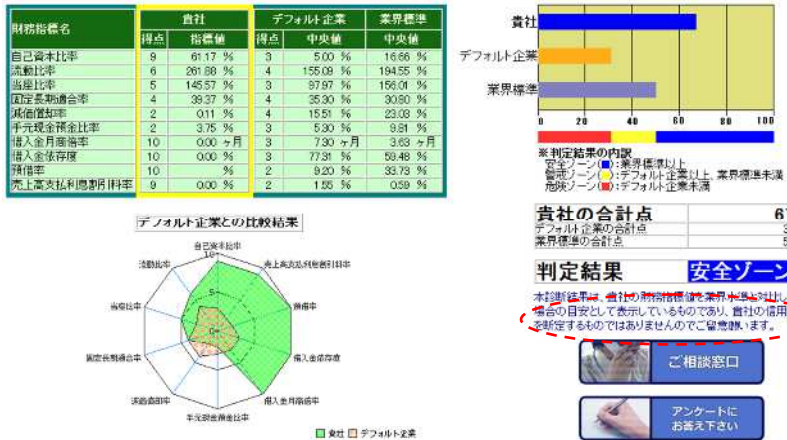 財務指標名 貴社 デフォルト企業 業界標準
得点 指標値 得点 中央値 中央値
自己資本比率 9 61.17 % 3 5.00 % 16.66 %
流動比率 6 261.88 % 4 155.09 % 194.55 %
当座比率 5 145.57 % 3 97.97 % 156.01 %
固定長期適合率 4 39.37 % 4 35.30 % 30.80 %
減価償却率 2 0.11 % 4 15.51 % 23.03 %
手元現金預金比率 2 3.75 % 3 5.30 % 9.81 %
借入金月商倍率 10 0.00 ヶ月 3 7.30 ヶ月 3.63 ヶ月
借入金依存度 10 0.00 % 3 77.31 % 59.48 %
預借率 10 % 2 9.20 % 33.73 %
売上高支払利息割引料率 9 0.00 % 2 1.55 % 0.59 %
貴社
デフォルト企業
業界標準
0 20 40 60 80 100
※判定結果の内訳
安全ゾーン(■):業界標準以上
警戒ゾーン(■):デフォルト企業以上、業界標準未満
危険ゾーン(■):デフォルト企業未満
貴社の合計点 6
デフォルト企業の合計点 3
業界標準の合計点 5
判定結果 安全ゾーン
本診断結果は、貴社の財務指標値を業界水準と対比し
場合の目安として表示しているものであり、貴社の信用
を断定するものではありませんのでご留意願います。
ご相談窓口
アンケートに
お答え下さい
デフォルト企業との比較結果
自己資本比率
売上高支払利息割引料率
預借率
借入金依存度
借入金月商倍率
手元現金預金比率
減価償却率
固定長期適合率
当座比率
流動比率
10
5
0
貴社 デフォルト企業